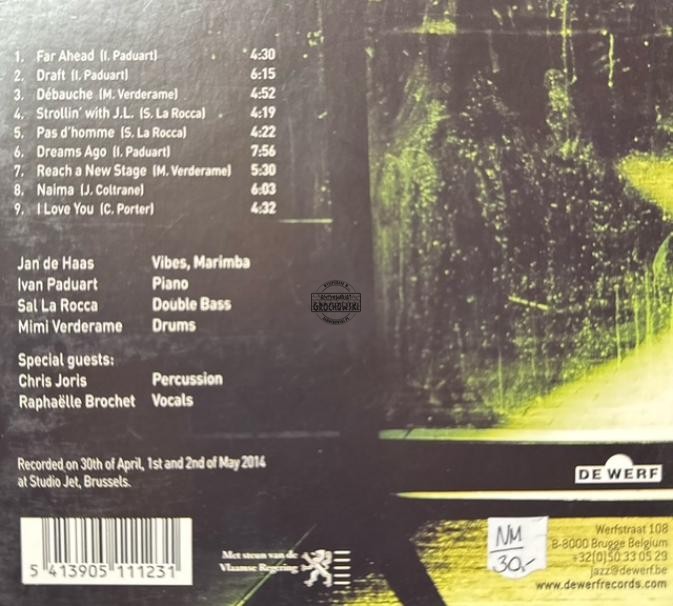 1. Far Ahead (I. Paduart) 4:30
2. Draft (I. Paduart) 6:15
3. Débauche (M. Verderame) 4:52
4. Strollin' with J.L. (S. La Rocca) 4:19
5. Pas d'homme (S. La Rocca) 4:22
6. Dreams Ago (I. Paduart) 7:56
7. Reach a New Stage (M. Verderame) 5:30
8. Naima (J. Coltrane) 6:03
9. I Love You (C. Porter) 4:32
Jan de Haas Vibes, Marimba
Ivan Paduart Piano
Sal La Rocca Double Bass
Mimi Verderame Drums
Special guests:
Chris Joris Percussion
Raphaëlle Brochet Vocals
GROCHOWSKI
Recorded on 30th of April, 1st and 2nd of May 2014
at Studio Jet, Brussels.
DE WERF
5 413905 111231
Met steun van de
Vlaamse Regering
NM
30,-
Werfstraat 108
B-8000 Brugge Belgium
+32(0)50 33 05 29
jazz@dewerf.be
www.dewerfrecords.com